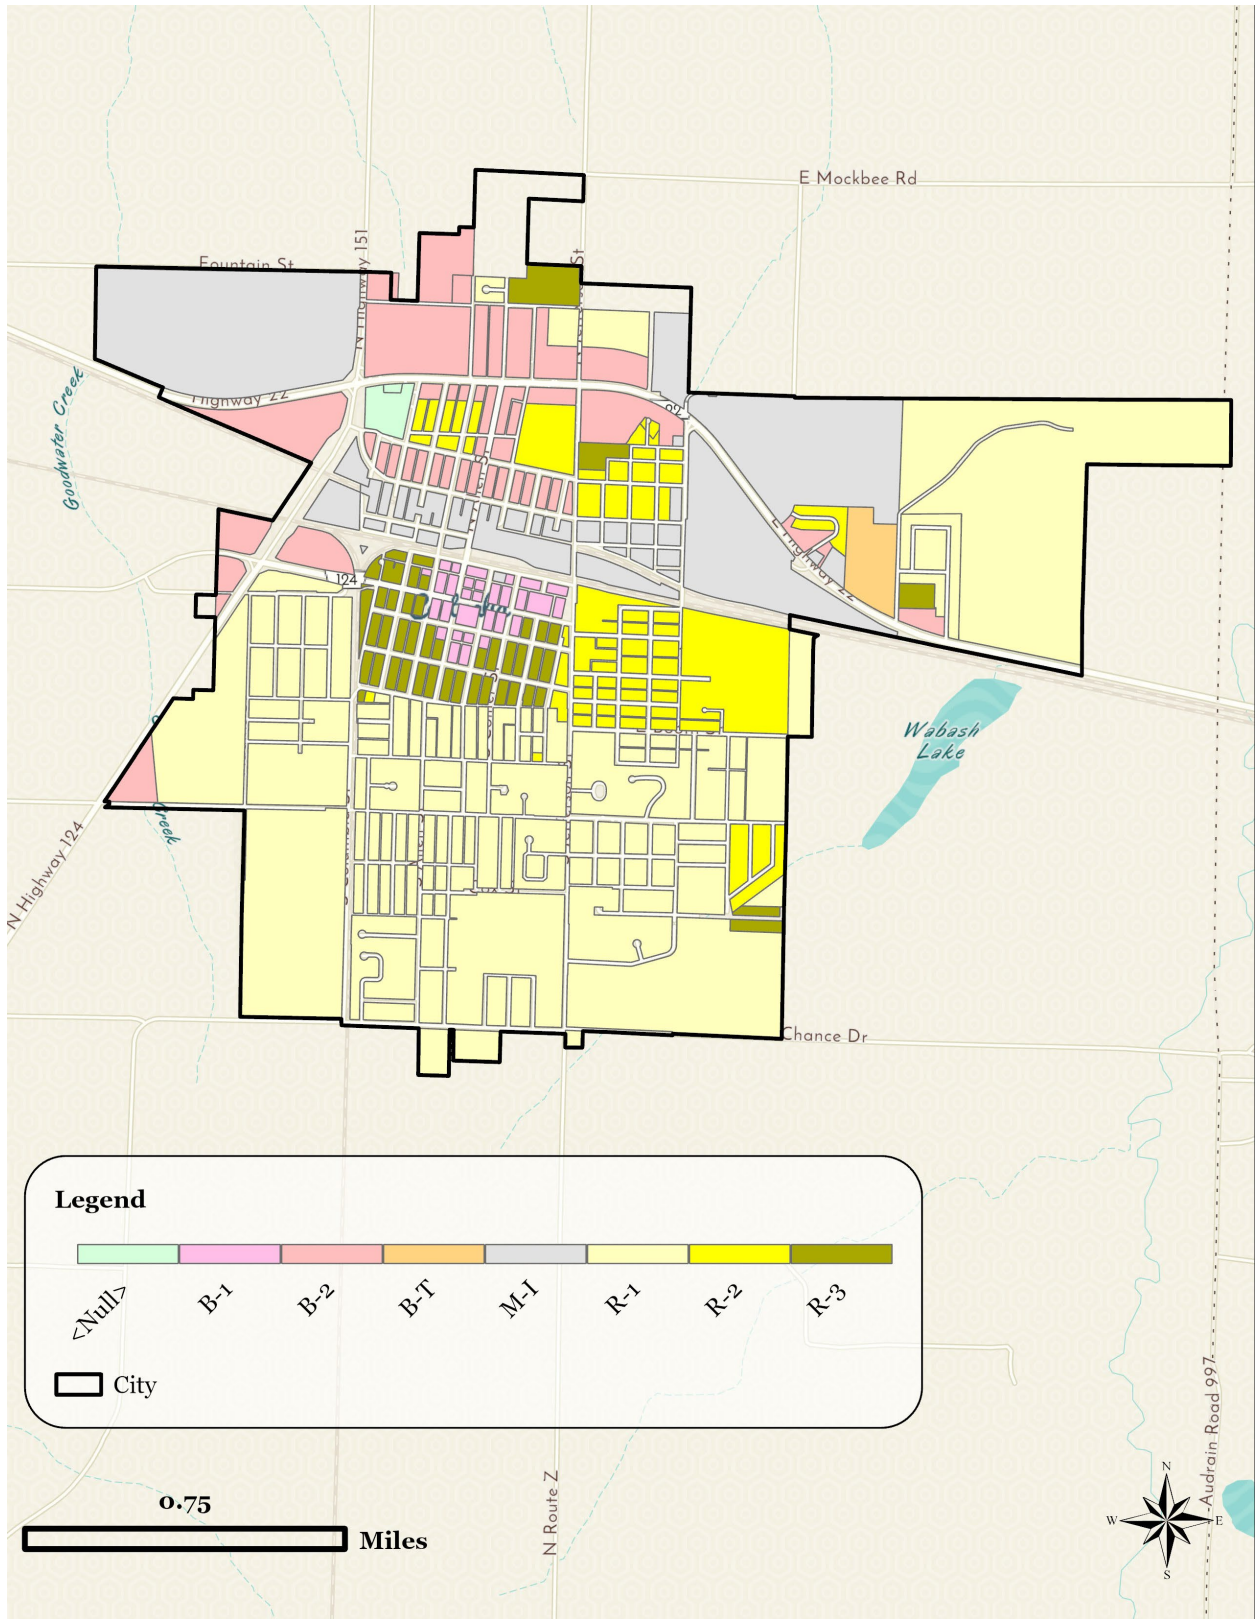 E Mockbee Rd
N Highway 151
Fountain St
Highway 22
22
Goodwater Creek
E Highway 22
124
Wabash
Lake
Creek
N Highway 124
Chance Dr
Legend
<Null>
B-1
B-2
B-T
M-I
R-1
R-2
R-3
City
0.75
Miles
N Route Z
Audrain Road 997
N
W
E
S